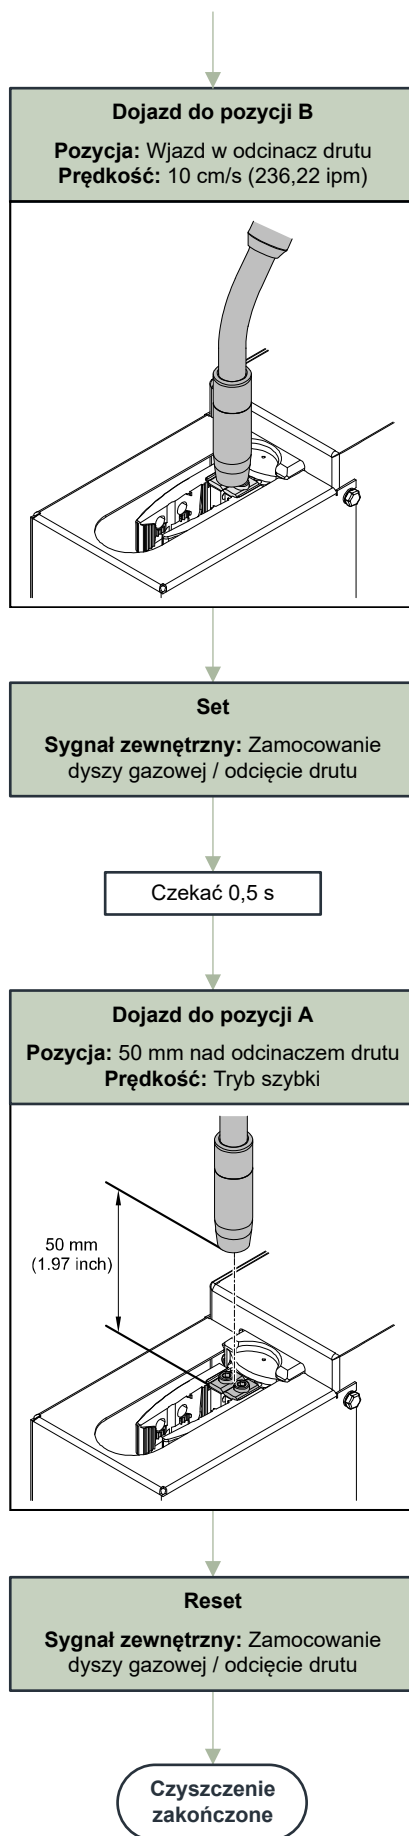 Dojazd do pozycji B
Pozycja: Wjazd w odcinacz drutu
Prędkość: 10 cm/s (236,22 ipm)
Set
Sygnał zewnętrzny: Zamocowanie
dyszy gazowej / odcięcie drutu
Czekać 0,5 s
Dojazd do pozycji A
Pozycja: 50 mm nad odcinaczem drutu
Prędkość: Tryb szybki
50 mm
(1.97 inch)
Reset
Sygnał zewnętrzny: Zamocowanie
dyszy gazowej / odcięcie drutu
Czyszczenie
zakończone